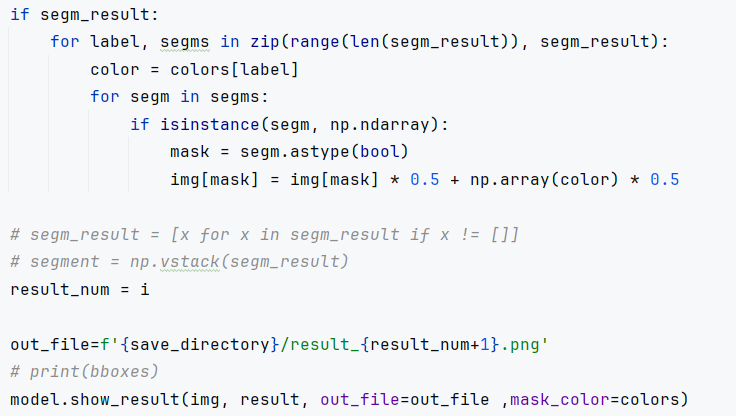 if segm_result:
    for label, segms in zip(range(len(segm_result)), segm_result):
        color = colors[label]
        for segm in segms:
            if isinstance(segm, np.ndarray):
                mask = segm.astype(bool)
                img[mask] = img[mask] * 0.5 + np.array(color) * 0.5

# segm_result = [x for x in segm_result if x != []]
# segment = np.vstack(segm_result)
result_num = i

out_file=f'{save_directory}/result_{result_num+1}.png'
# print(bboxes)
model.show_result(img, result, out_file=out_file ,mask_color=colors)